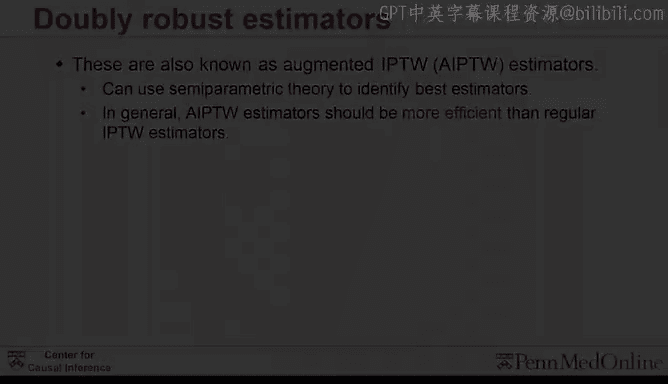 GPT中英字幕课程资源@bilibili.com
Doubly robust estimators
• These are also known as augmented IPTW (AIPTW) estimators.
• Can use semiparametric theory to identify best estimators.
• In general, AIPTW estimators should be more efficient than regular
IPTW estimators.
Center for
Causal Inference
PennMedOnline